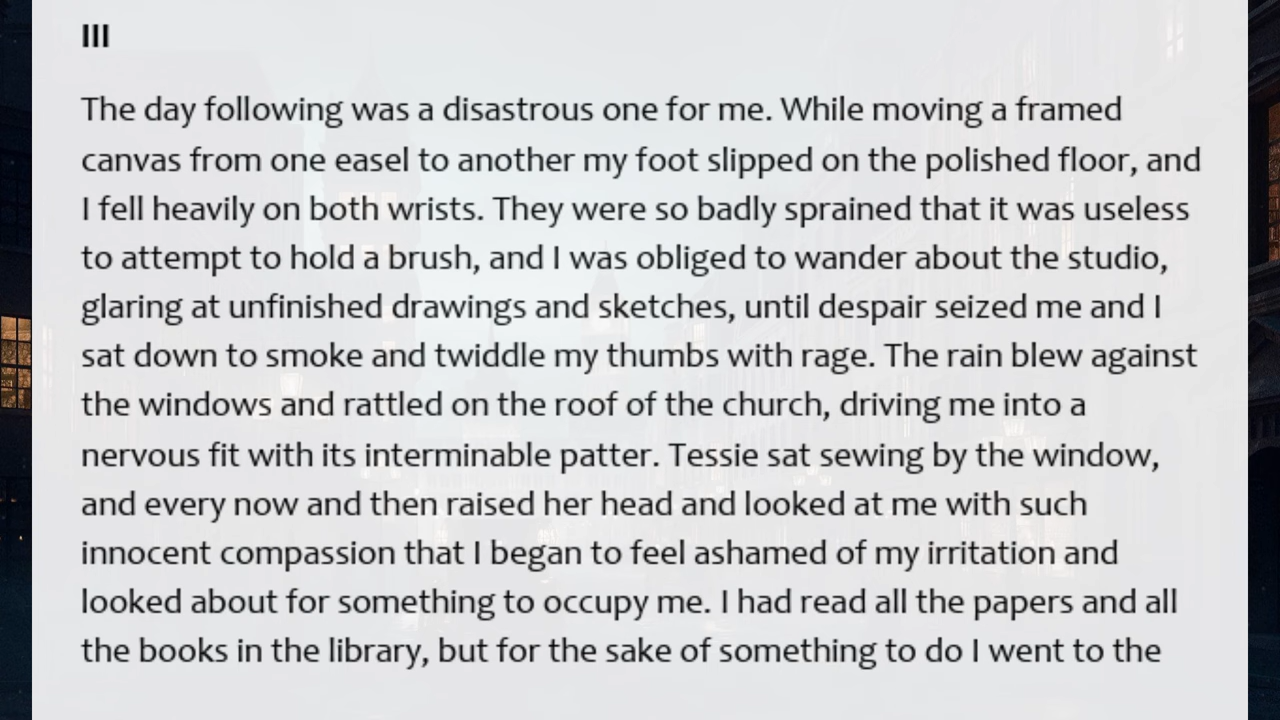 III
The day following was a disastrous one for me. While moving a framed
canvas from one easel to another my foot slipped on the polished floor, and
I fell heavily on both wrists. They were so badly sprained that it was useless
to attempt to hold a brush, and I was obliged to wander about the studio,
glaring at unfinished drawings and sketches, until despair seized me and I
sat down to smoke and twiddle my thumbs with rage. The rain blew against
the windows and rattled on the roof of the church, driving me into a
nervous fit with its interminable patter. Tessie sat sewing by the window,
and every now and then raised her head and looked at me with such
innocent compassion that I began to feel ashamed of my irritation and
looked about for something to occupy me. I had read all the papers and all
the books in the library, but for the sake of something to do I went to the